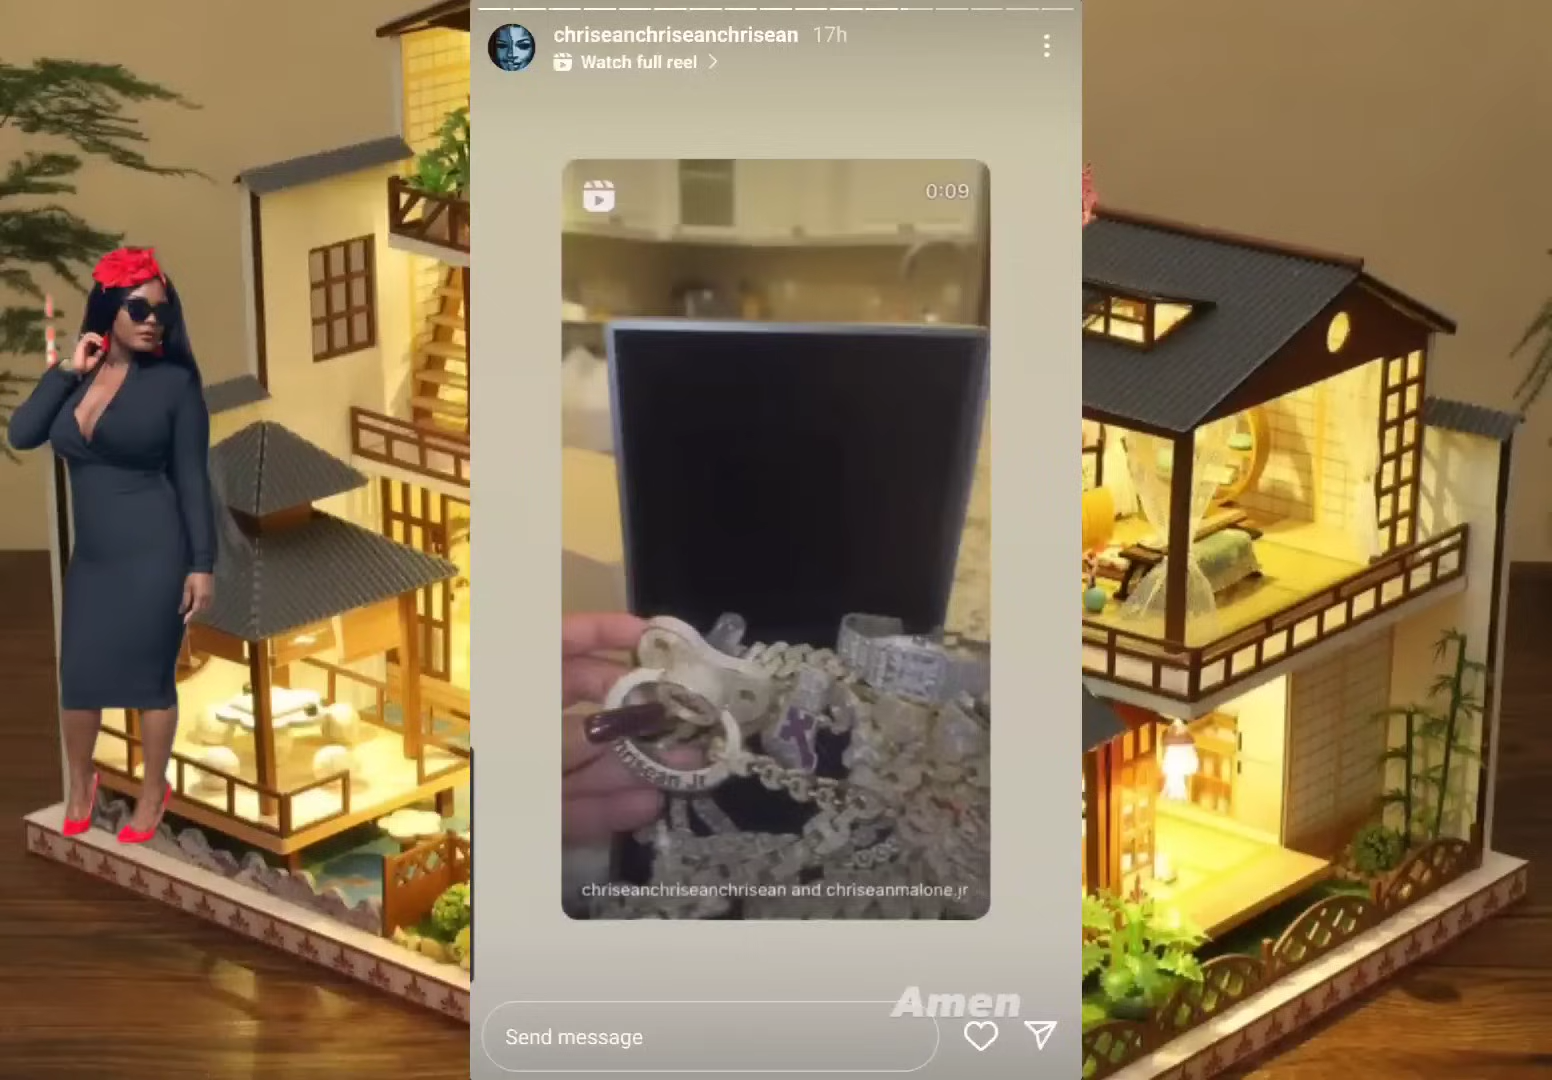 chriseanchriseanchrisean 17h
Watch full reel
0:09
chriseanchriseanchrisean and chriseanmalone.jr
Amen
Send message